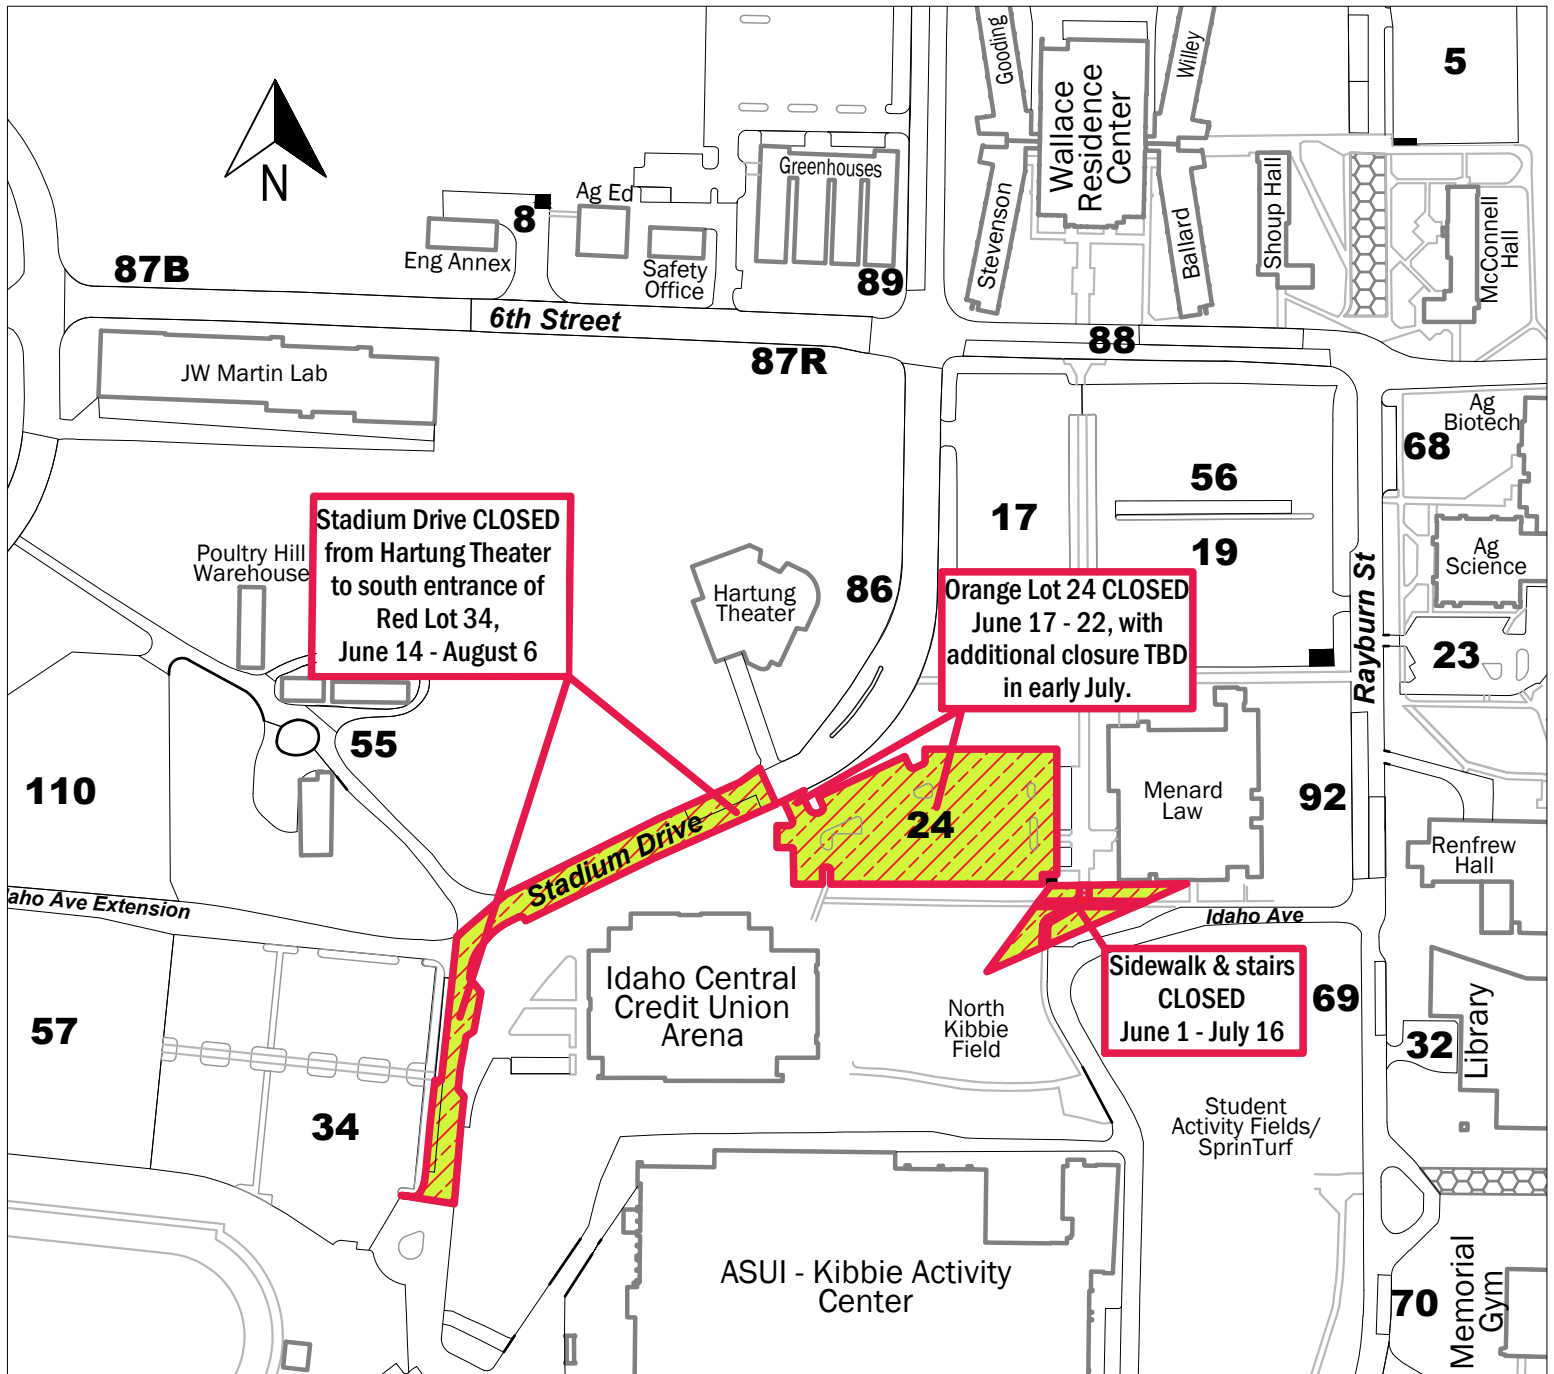 Gooding
Wallace
Residence
Center
Willey
5
N
Greenhouses
Ag Ed
8
Eng Annex
Safety
Office
89
Stevenson
Ballard
Shoup Hall
McConnell
Hall
87B
6th Street
87R
88
JW Martin Lab
Ag
Biotech
68
56
17
19
Ag
Science
Stadium Drive CLOSED
from Hartung Theater
to south entrance of
Red Lot 34,
June 14 - August 6
Poultry Hill
Warehouse
Hartung
Theater
86
Orange Lot 24 CLOSED
June 17 - 22, with
additional closure TBD
in early July.
Rayburn St
23
55
110
24
Menard
Law
92
Stadium Drive
Renfrew
Hall
aho Ave Extension
Idaho Ave
Idaho Central
Credit Union
Arena
North
Kibbie
Field
Sidewalk & stairs
CLOSED
June 1 - July 16
69
57
32
Library
34
Student
Activity Fields/
SprinTurf
ASUI - Kibbie Activity
Center
70
Memorial
Gym